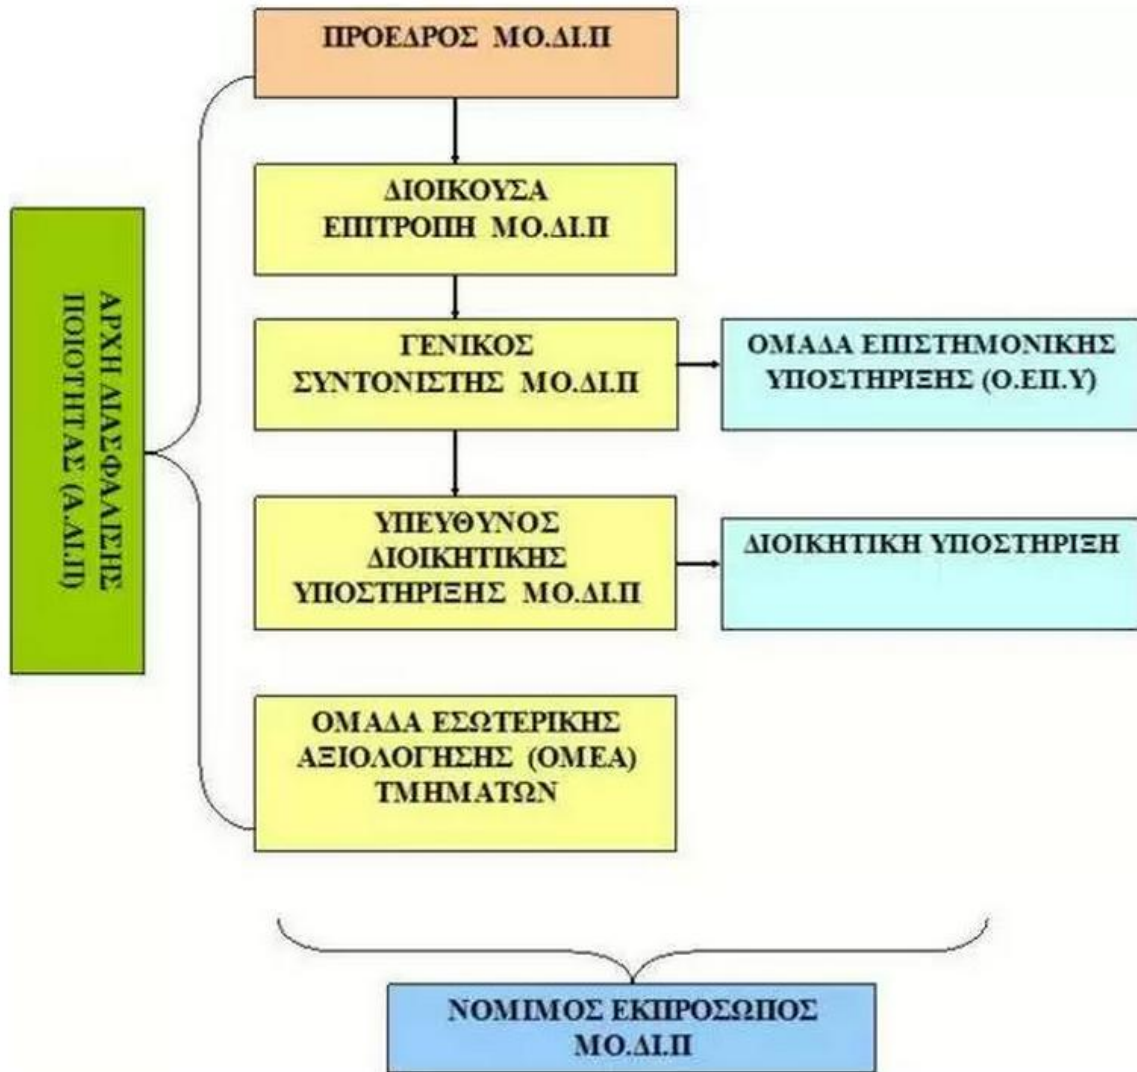 ΠΡΟΕΔΡΟΣ ΜΟ.ΔΙ.Π
ΔΙΟΙΚΟΥΣΑ
ΕΠΙΤΡΟΠΗ ΜΟ.ΔΙ.Π
ΑΡΧΗ ΔΙΑΣΦΑΛΙΣΗΣ
ΠΟΙΟΤΗΤΑΣ (Α.ΔΙ.Π)
ΓΕΝΙΚΟΣ
ΣΥΝΤΟΝΙΣΤΗΣ ΜΟ.ΔΙ.Π
ΟΜΑΔΑ ΕΠΙΣΤΗΜΟΝΙΚΗΣ
ΥΠΟΣΤΗΡΙΞΗΣ (Ο.ΕΠ.Υ)
ΥΠΕΥΘΥΝΟΣ
ΔΙΟΙΚΗΤΙΚΗΣ
ΥΠΟΣΤΗΡΙΞΗΣ ΜΟ.ΔΙ.Π
ΔΙΟΙΚΗΤΙΚΗ ΥΠΟΣΤΗΡΙΞΗ
ΟΜΑΔΑ ΕΣΩΤΕΡΙΚΗΣ
ΑΞΙΟΛΟΓΗΣΗΣ (ΟΜΕΑ)
ΤΜΗΜΑΤΩΝ
ΝΟΜΙΜΟΣ ΕΚΠΡΟΣΩΠΟΣ
ΜΟ.ΔΙ.Π